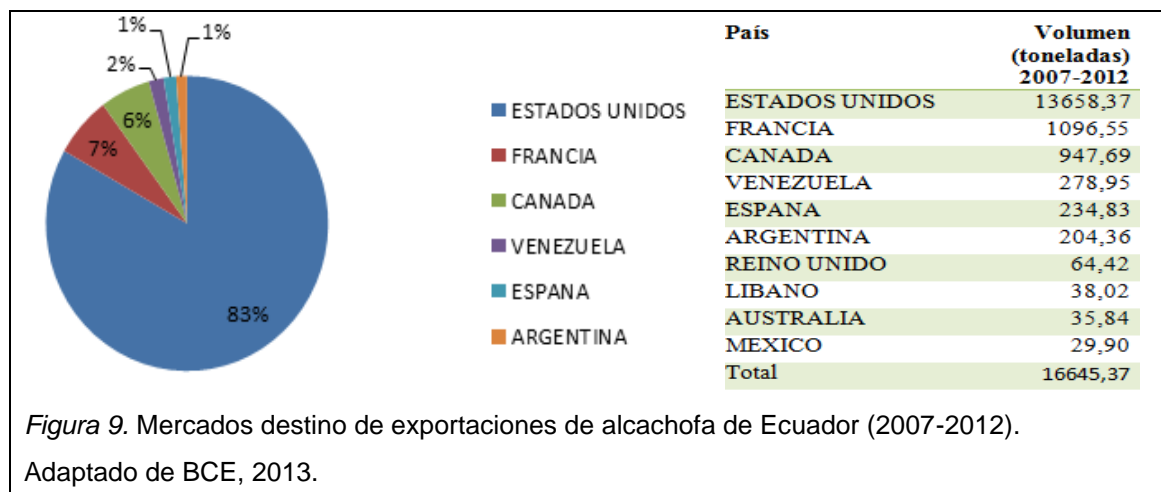 1%
1%
2%
6%
7%
83%
ESTADOS UNIDOS
FRANCIA
CANADA
VENEZUELA
ESPANA
ARGENTINA
País Volumen
(toneladas)
2007-2012
ESTADOS UNIDOS 13658,37
FRANCIA 1096,55
CANADA 947,69
VENEZUELA 278,95
ESPANA 234,83
ARGENTINA 204,36
REINO UNIDO 64,42
LIBANO 38,02
AUSTRALIA 35,84
MEXICO 29,90
Total 16645,37
Figura 9. Mercados destino de exportaciones de alcachofa de Ecuador (2007-2012).
Adaptado de BCE, 2013.